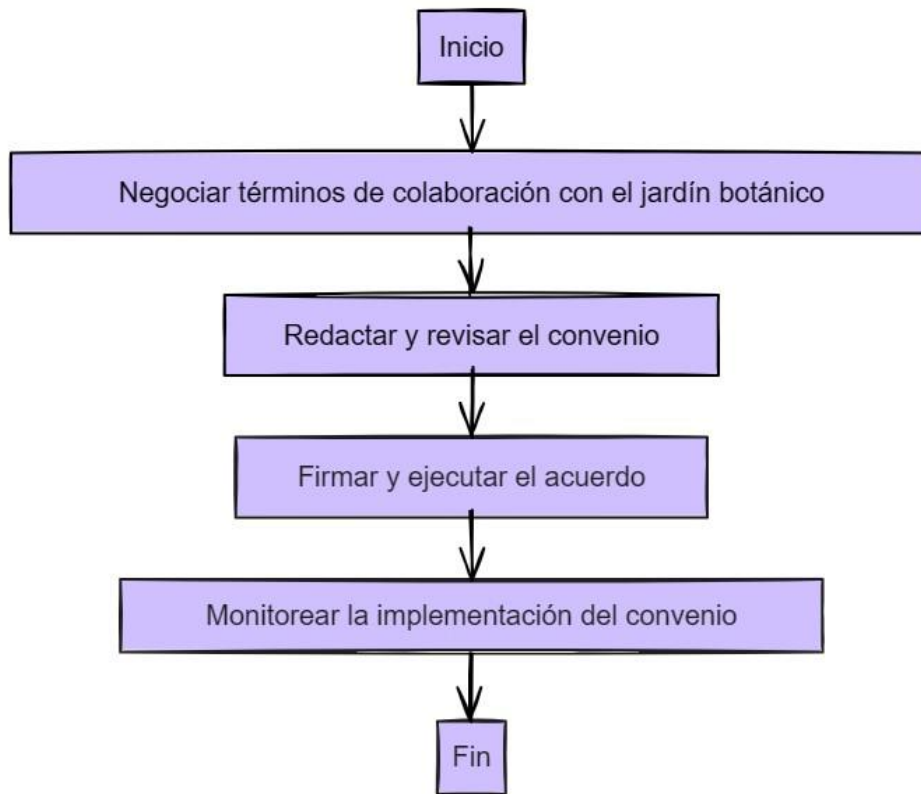 Inicio
Negociar términos de colaboración con el jardín botánico
Redactar y revisar el convenio
Firmar y ejecutar el acuerdo
Monitorear la implementación del convenio
Fin